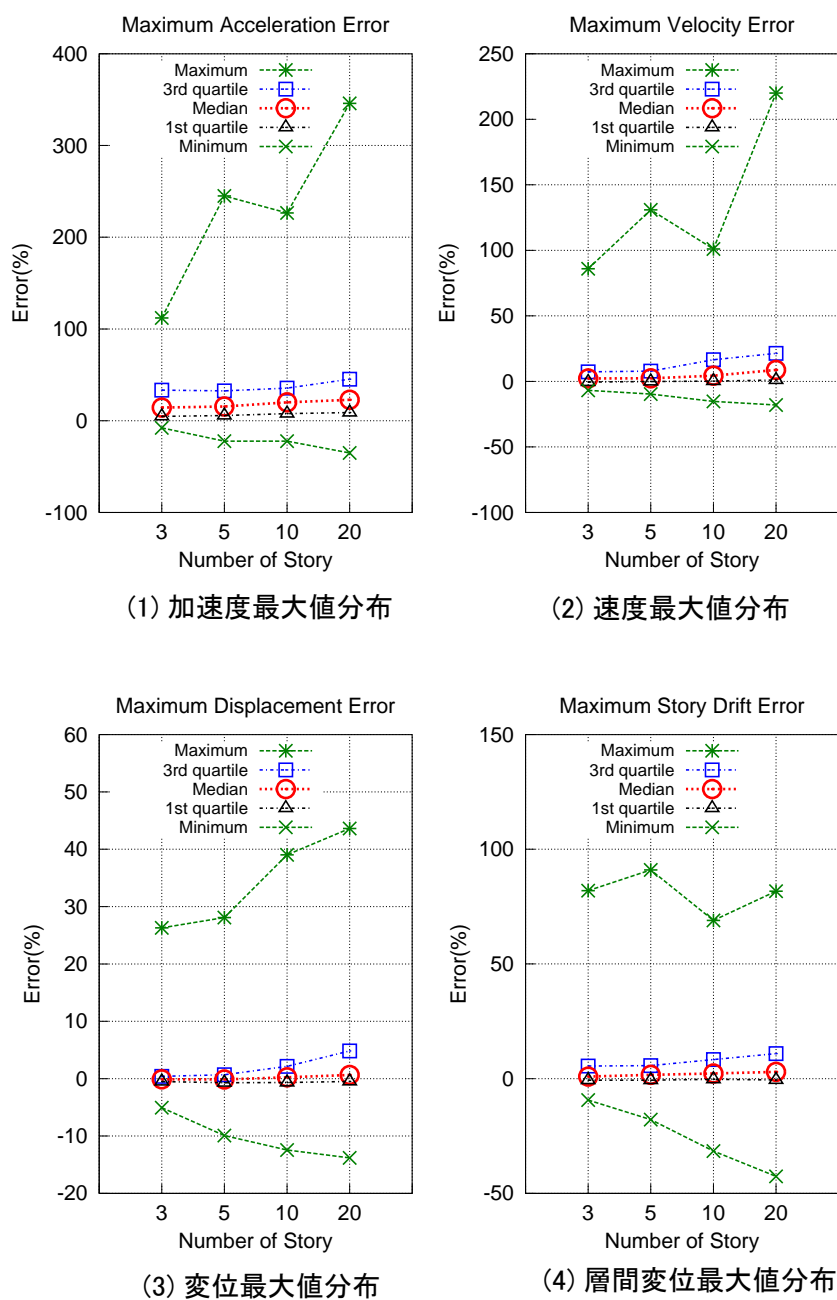 Maximum Acceleration Error
400
300
200
100
0
-100
Error(%)
Maximum
3rd quartile
Median
1st quartile
Minimum
3 5 10 20
Number of Story
(1) 加速度最大値分布
Maximum Velocity Error
250
200
150
100
50
0
-50
-100
Error(%)
Maximum
3rd quartile
Median
1st quartile
Minimum
3 5 10 20
Number of Story
(2) 速度最大値分布
Maximum Displacement Error
60
50
40
30
20
10
0
-10
-20
Error(%)
Maximum
3rd quartile
Median
1st quartile
Minimum
3 5 10 20
Number of Story
(3) 変位最大値分布
Maximum Story Drift Error
150
100
50
0
-50
Error(%)
Maximum
3rd quartile
Median
1st quartile
Minimum
3 5 10 20
Number of Story
(4) 層間変位最大値分布